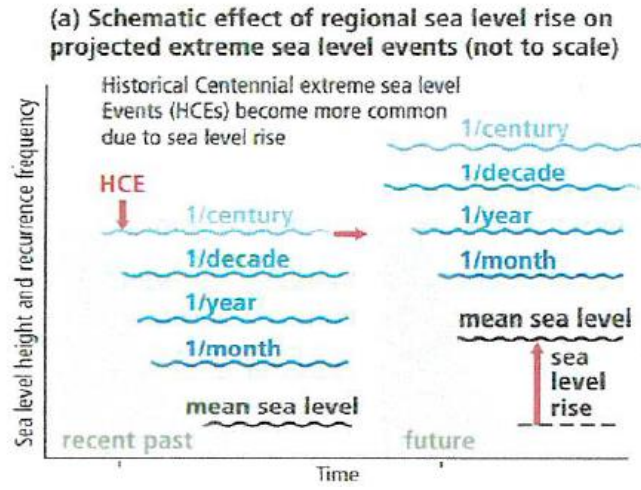 (a) Schematic effect of regional sea level rise on
projected extreme sea level events (not to scale)
Historical Centennial extreme sea level
Events (HCEs) become more common
due to sea level rise
HCE
1/century
1/decade
1/year
1/month
mean sea level
recent past
1/century
1/decade
1/year
1/month
mean sea level
sea
level
rise
future
Sea level height and recurrence frequency
Time